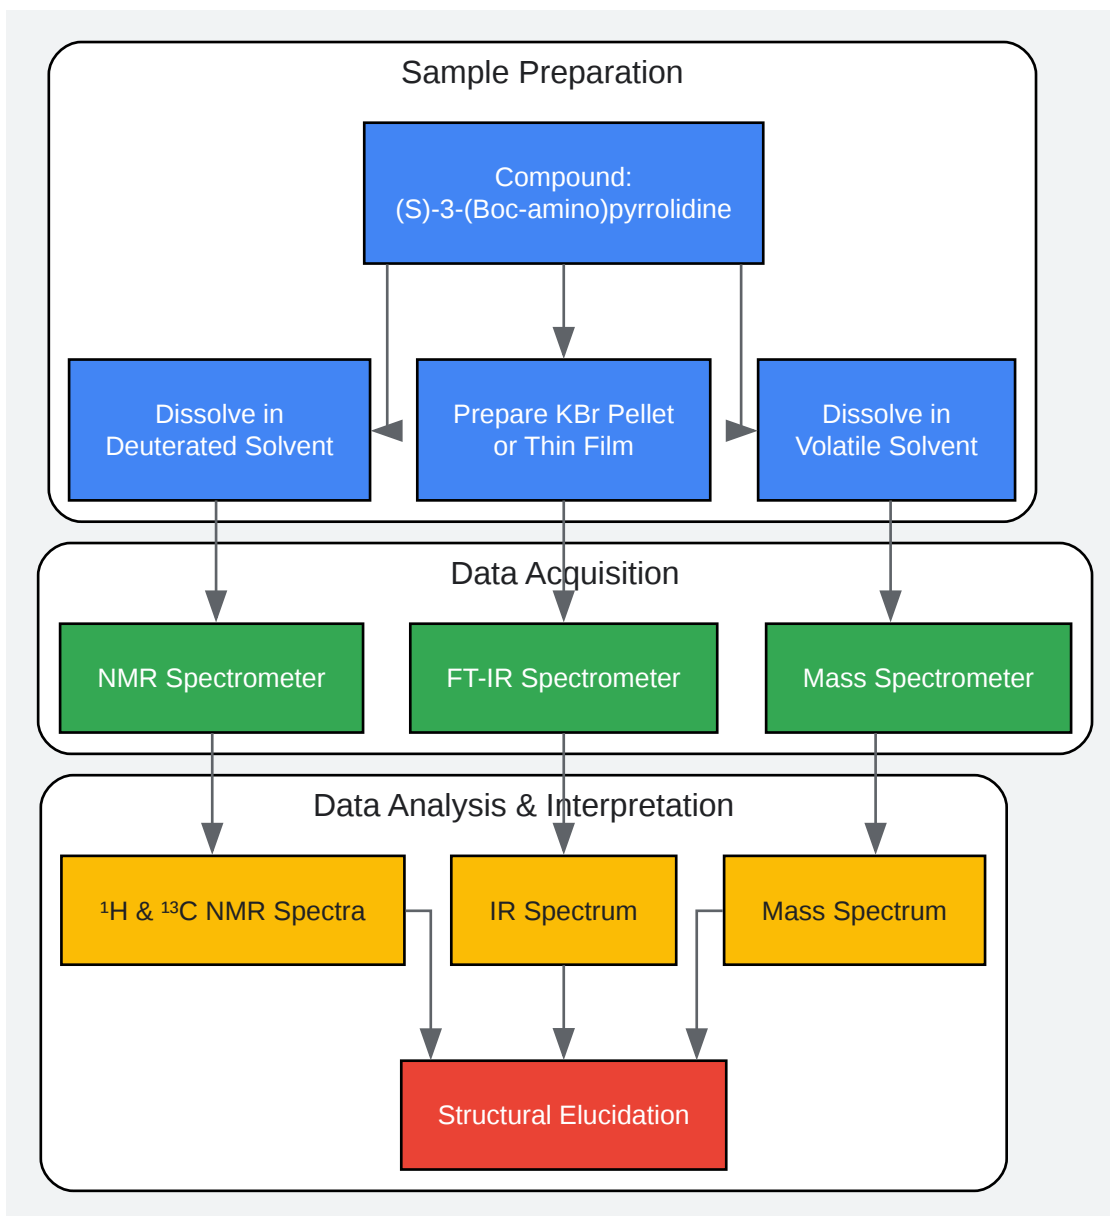 Sample Preparation
Compound:
(S)-3-(Boc-amino)pyrrolidine
Dissolve in
Deuterated Solvent
Prepare KBr Pellet
or Thin Film
Dissolve in
Volatile Solvent
Data Acquisition
NMR Spectrometer
FT-IR Spectrometer
Mass Spectrometer
Data Analysis & Interpretation
¹H & ¹³C NMR Spectra
IR Spectrum
Mass Spectrum
Structural Elucidation